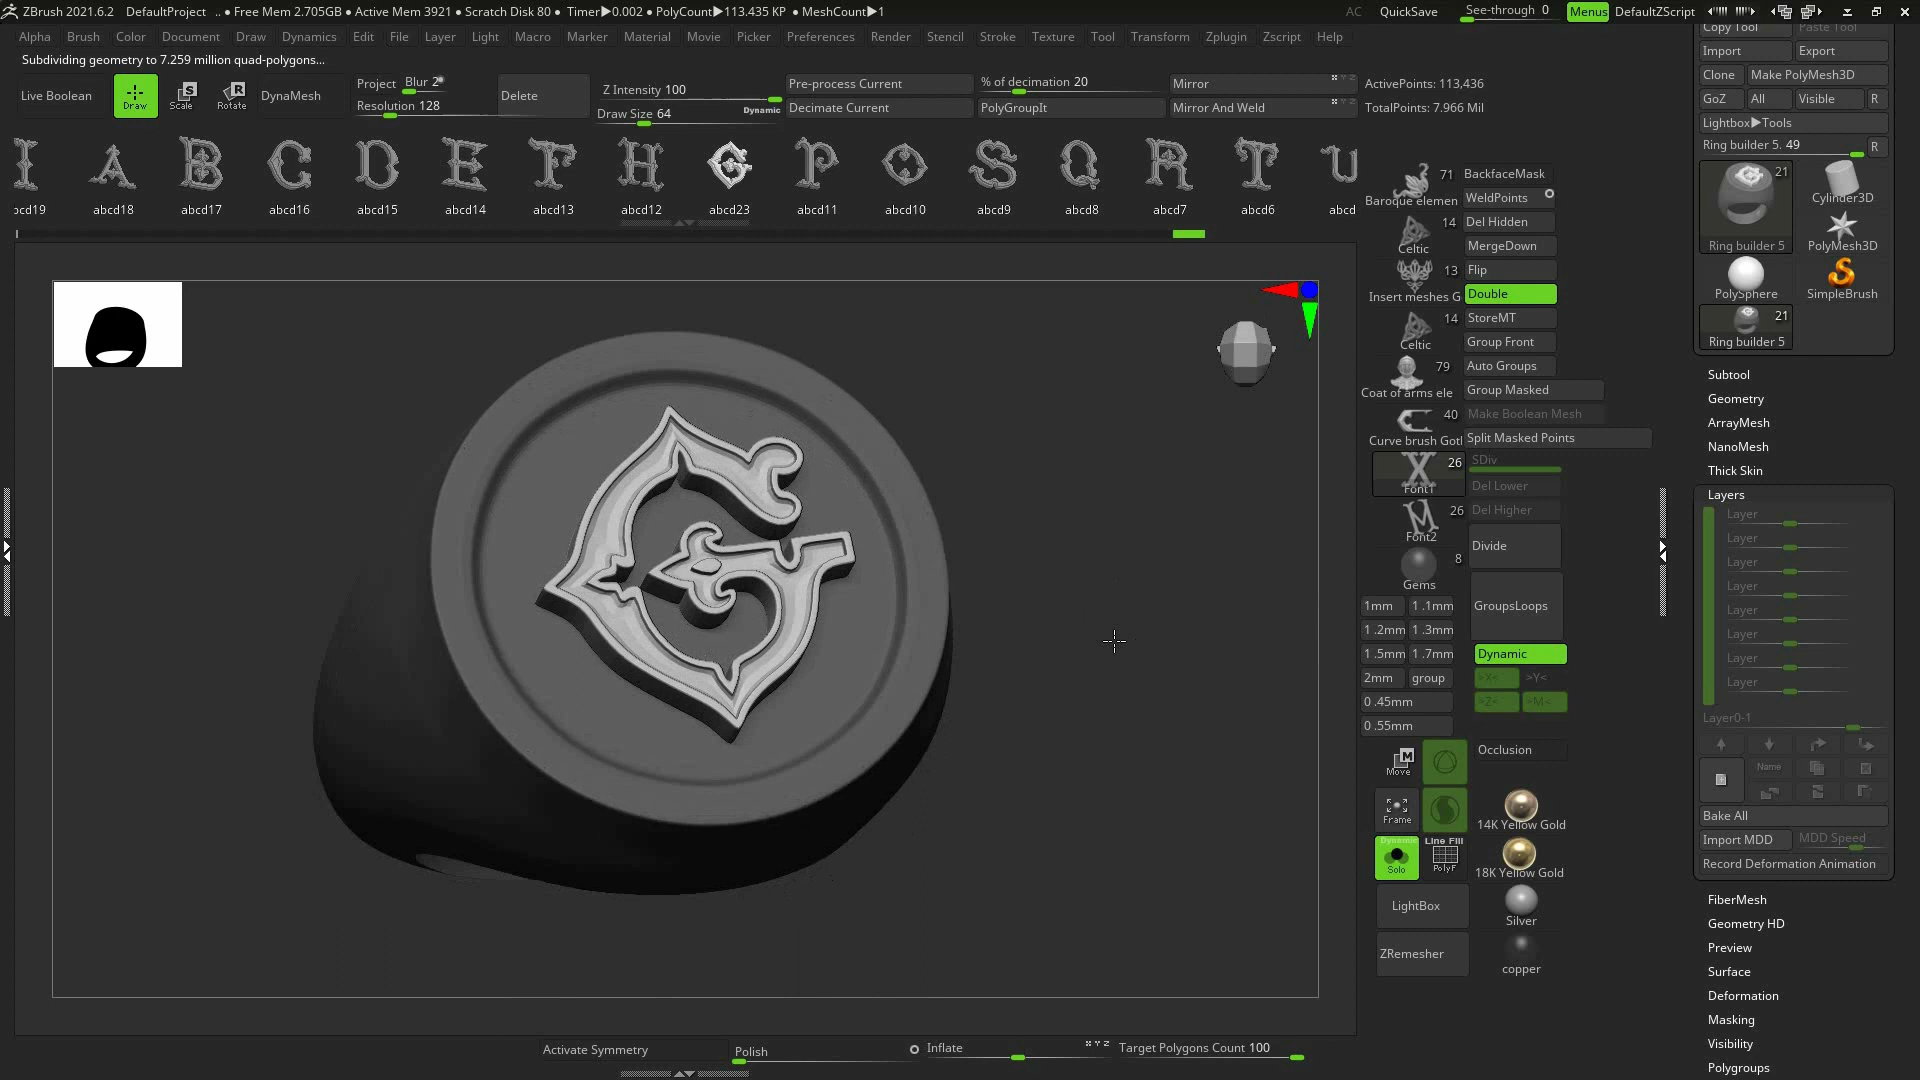 ZBrush 2021.6.2 DefaultProject .. ● Free Mem 2.705GB ● Active Mem 3921 ● Scratch Disk 80 ● Timer▶0.002 ● PolyCount▶113.435 KP ● MeshCount▶1 AC QuickSave See-through 0 Menus DefaultZScript
Alpha Brush Color Document Draw Dynamics Edit File Layer Light Macro Marker Material Movie Picker Preferences Render Stencil Stroke Texture Tool Transform Zplugin Zscript Help
Subdividing geometry to 7.259 million quad-polygons...
Live Boolean Draw Scale Rotate DynaMesh
Project Blur 2
Resolution 128
Delete
Z Intensity 100
Draw Size 64 Dynamic
Pre-process Current
Decimate Current
% of decimation 20
PolyGroupIt
Mirror
Mirror And Weld
ActivePoints: 113,436
TotalPoints: 7.966 Mil
abcd18 abcd17 abcd16 abcd15 abcd14 abcd13 abcd12 abcd23 abcd11 abcd10 abcd9 abcd8 abcd7 abcd6 abcd
71
Baroque elemen
14
Celtic
13
Insert meshes G
14
Celtic
79
Coat of arms ele
40
Curve brush Gotl
26
Font1
26
Font2
8
Gems
BackfaceMask
WeldPoints
Del Hidden
MergeDown
Flip
Double
StoreMT
Group Front
Auto Groups
Group Masked
Make Boolean Mesh
Split Masked Points
SDiv
Del Lower
Del Higher
Divide
GroupsLoops
1mm 1 .1mm
1 .2mm 1 .3mm
1 .5mm 1 .7mm
2mm group
0 .45mm
0 .55mm
Dynamic
>X< >Y<
>Z< >M<
Move
Occlusion
Frame
14K Yellow Gold
Dynamic
Solo
Line Fill
PolyF
18K Yellow Gold
LightBox
Silver
ZRemesher
copper
Copy Tool Paste Tool
Import Export
Clone Make PolyMesh3D
GoZ All Visible R
Lightbox▶Tools
Ring builder 5. 49 R
21
Ring builder 5
Cylinder3D
PolyMesh3D
PolySphere
SimpleBrush
21
Ring builder 5
Subtool
Geometry
ArrayMesh
NanoMesh
Thick Skin
Layers
Layer
Layer
Layer
Layer
Layer
Layer
Layer
Layer
Layer0-1
Name
Bake All
Import MDD MDD Speed
Record Deformation Animation
FiberMesh
Geometry HD
Preview
Surface
Deformation
Masking
Visibility
Polygroups
Activate Symmetry Polish Inflate Target Polygons Count 100